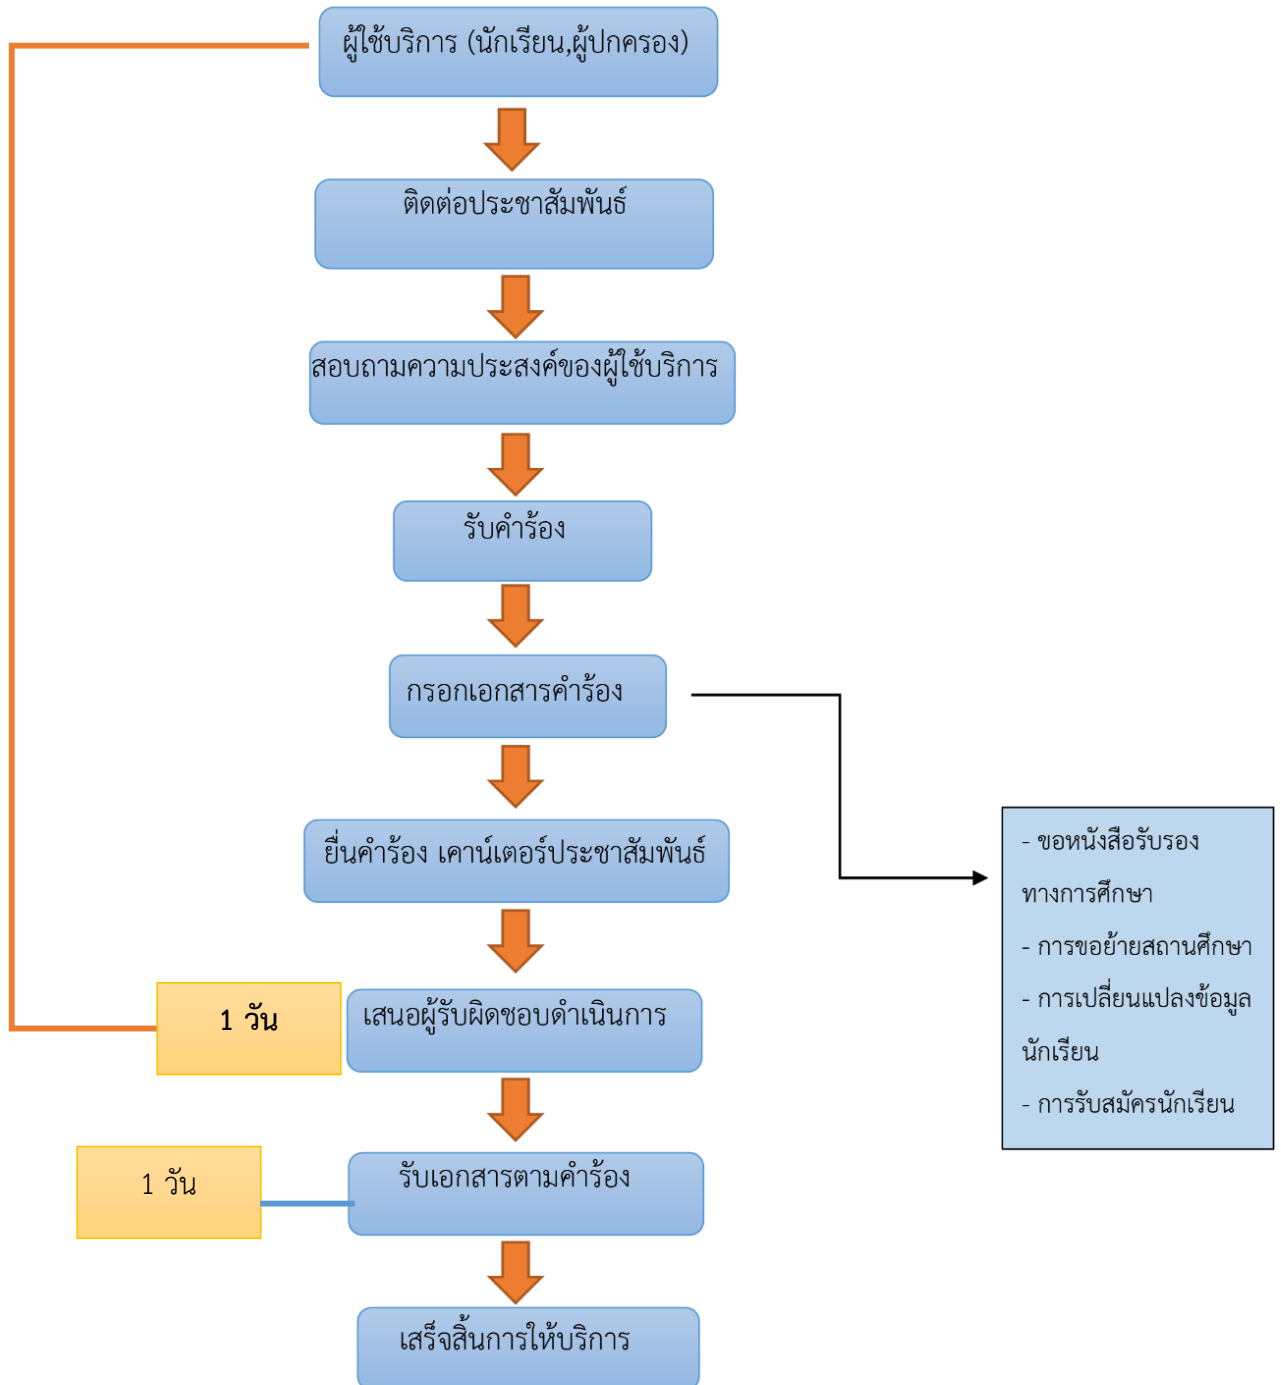 ผู้ใช้บริการ (นักเรียน,ผู้ปกครอง)
ติดต่อประชาสัมพันธ์
สอบถามความประสงค์ของผู้ใช้บริการ
รับคำร้อง
กรอกเอกสารคำร้อง
ยื่นคำร้อง เคาน์เตอร์ประชาสัมพันธ์
- ขอหนังสือรับรอง
ทางการศึกษา
- การขอย้ายสถานศึกษา
- การเปลี่ยนแปลงข้อมูล
นักเรียน
- การรับสมัครนักเรียน
1 วัน
เสนอผู้รับผิดชอบดำเนินการ
1 วัน
รับเอกสารตามคำร้อง
เสร็จสิ้นการให้บริการ